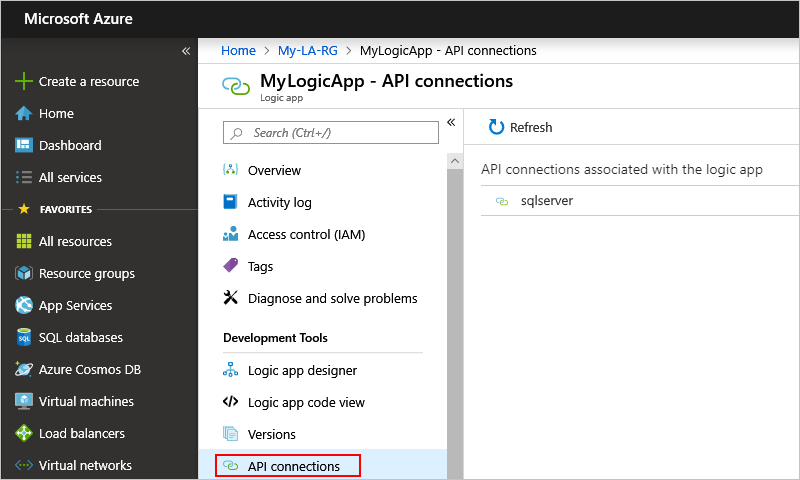 Microsoft Azure
«
Create a resource
Home
Dashboard
All services
FAVORITES
All resources
Resource groups
App Services
SQL databases
Azure Cosmos DB
Virtual machines
Load balancers
Virtual networks
Home > My-LA-RG > MyLogicApp - API connections
MyLogicApp - API connections
Logic app
Search (Ctrl+/)
«
Overview
Activity log
Access control (IAM)
Tags
Diagnose and solve problems
Development Tools
Logic app designer
Logic app code view
Versions
API connections
Refresh
API connections associated with the logic app
sqlserver